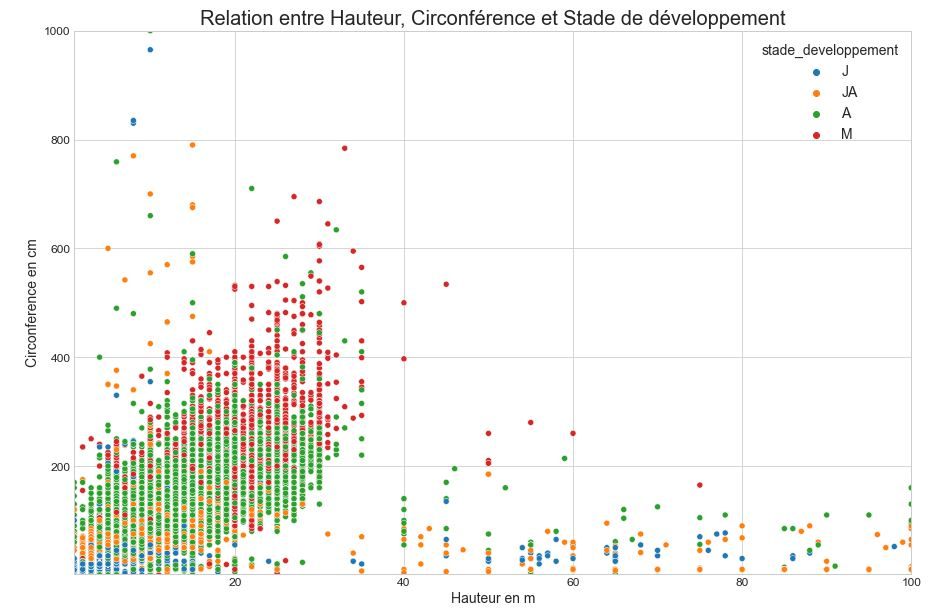 Relation entre Hauteur, Circonférence et Stade de développement
stade_developpement
J
JA
A
M
1000
800
600
400
200
Circonference en cm
20
40
60
80
100
Hauteur en m